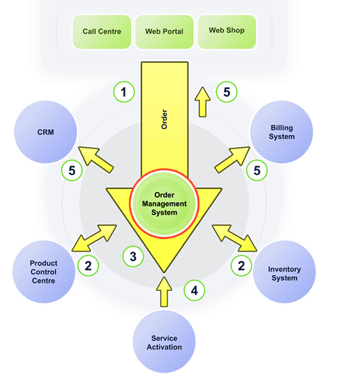 Call Centre
Web Portal
Web Shop
1
5
Order
CRM
Billing
System
5
5
Order
Management
System
Product
Control
Centre
2
3
2
Inventory
System
4
Service
Activation